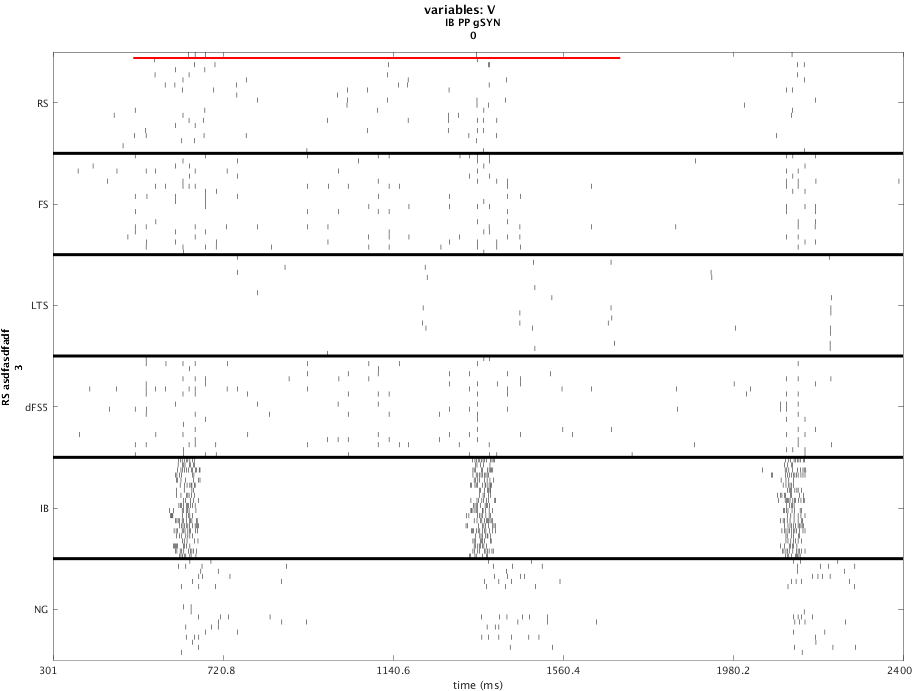 variables: V
IB PP gSYN
0
RS
FS
LTS
dFS5
IB
NG
RS asdfasdfadf
3
301
720.8
1140.6
1560.4
1980.2
2400
time (ms)